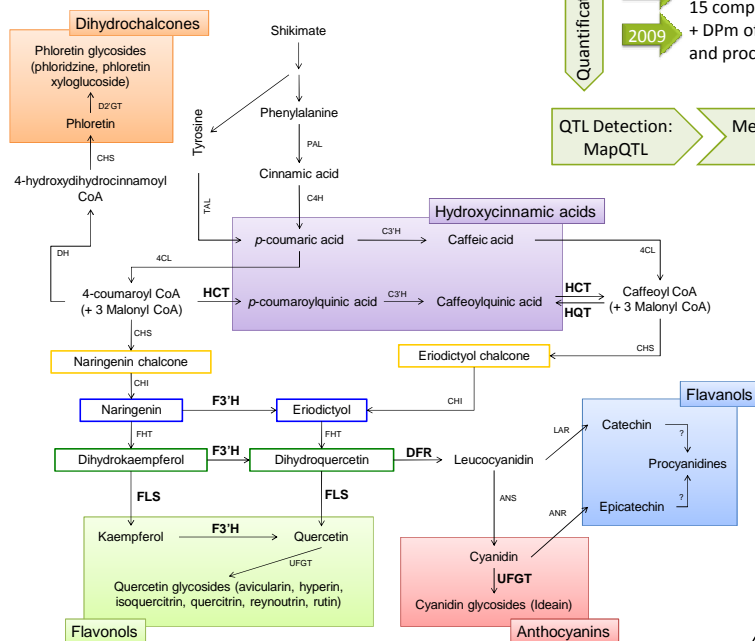 Dihydrochalcones
Phloretin glycosides
(phloridzine, phloretin
xyloglucoside)
D2'GT
Phloretin
CHS
4-hydroxydihydrocinnamoyl
CoA
DH
Shikimate
Phenylalanine
Tyrosine
PAL
Cinnamic acid
TAL
C4H
Quantificat
15 comp
2009
+ DPm of
and proc
QTL Detection:
MapQTL
Me
Hydroxycinnamic acids
p-coumaric acid
C3'H
Caffeic acid
4CL
4CL
4-coumaroyl CoA
(+ 3 Malonyl CoA)
HCT
p-coumaroylquinic acid
C3'H
Caffeoylquinic acid
HCT
HQT
Caffeoyl CoA
(+ 3 Malonyl CoA)
CHS
CHS
Naringenin chalcone
Eriodictyol chalcone
CHI
CHI
Naringenin
F3'H
Eriodictyol
FHT
FHT
Dihydrokaempferol
F3'H
Dihydroquercetin
DFR
Leucocyanidin
Flavanols
LAR
Catechin
?
Procyanidines
?
Epicatechin
ANR
ANS
FLS
FLS
Kaempferol
F3'H
Quercetin
UFGT
Quercetin glycosides (avicularin, hyperin,
isoquercitrin, quercitrin, reynoutrin, rutin)
Flavonols
Cyanidin
UFGT
Cyanidin glycosides (Ideain)
Anthocyanins